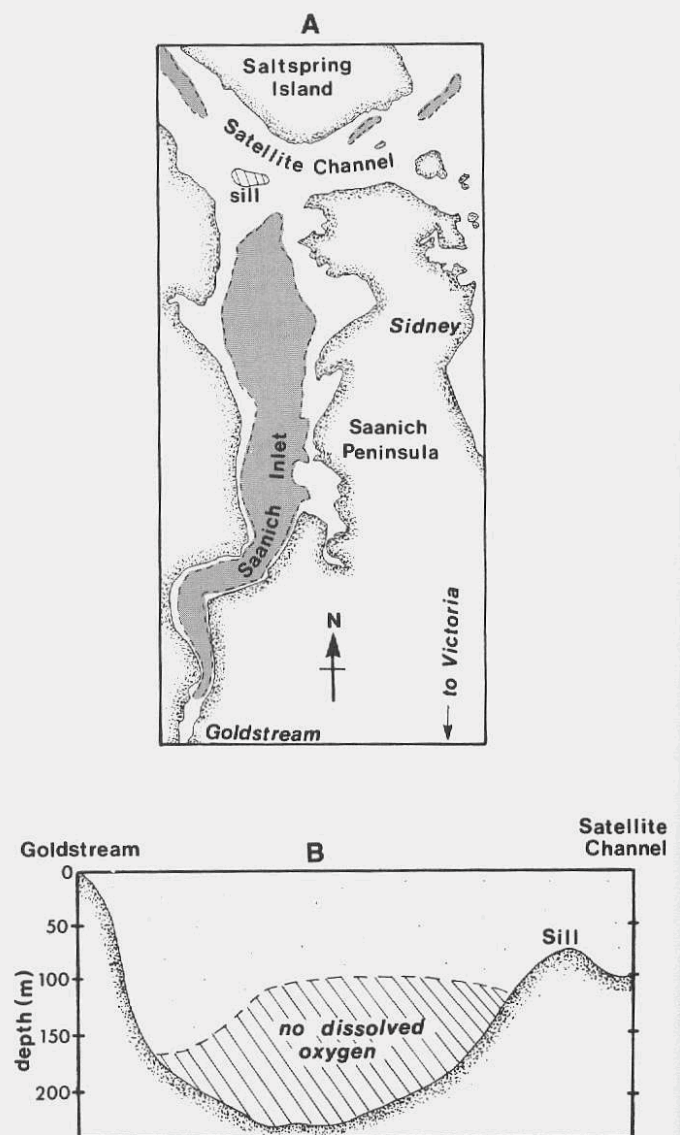 A
Saltspring
Island
Satellite Channel
sill
Sidney
Saanich
Peninsula
Saanich Inlet
N
to Victoria
Goldstream
B
Goldstream
Satellite
Channel
0
50
100
150
200
depth (m)
Sill
no dissolved
oxygen